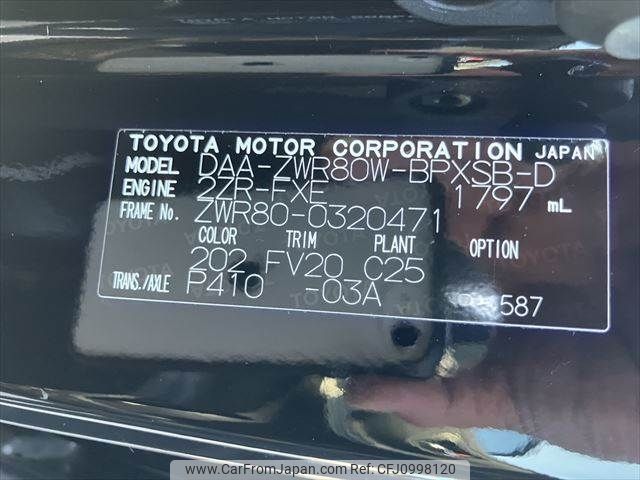 TOYOTA MOTOR CORPORATION JAPAN
MODEL DAA-ZWR80W-BPXSB-D
ENGINE 2ZR-FXE 1797 mL
FRAME No. ZWR80-0320471
COLOR TRIM PLANT OPTION
202 FV20 C25
TRANS./AXLE P410 -03A 587
www.CarFromJapan.com CFJ0998120